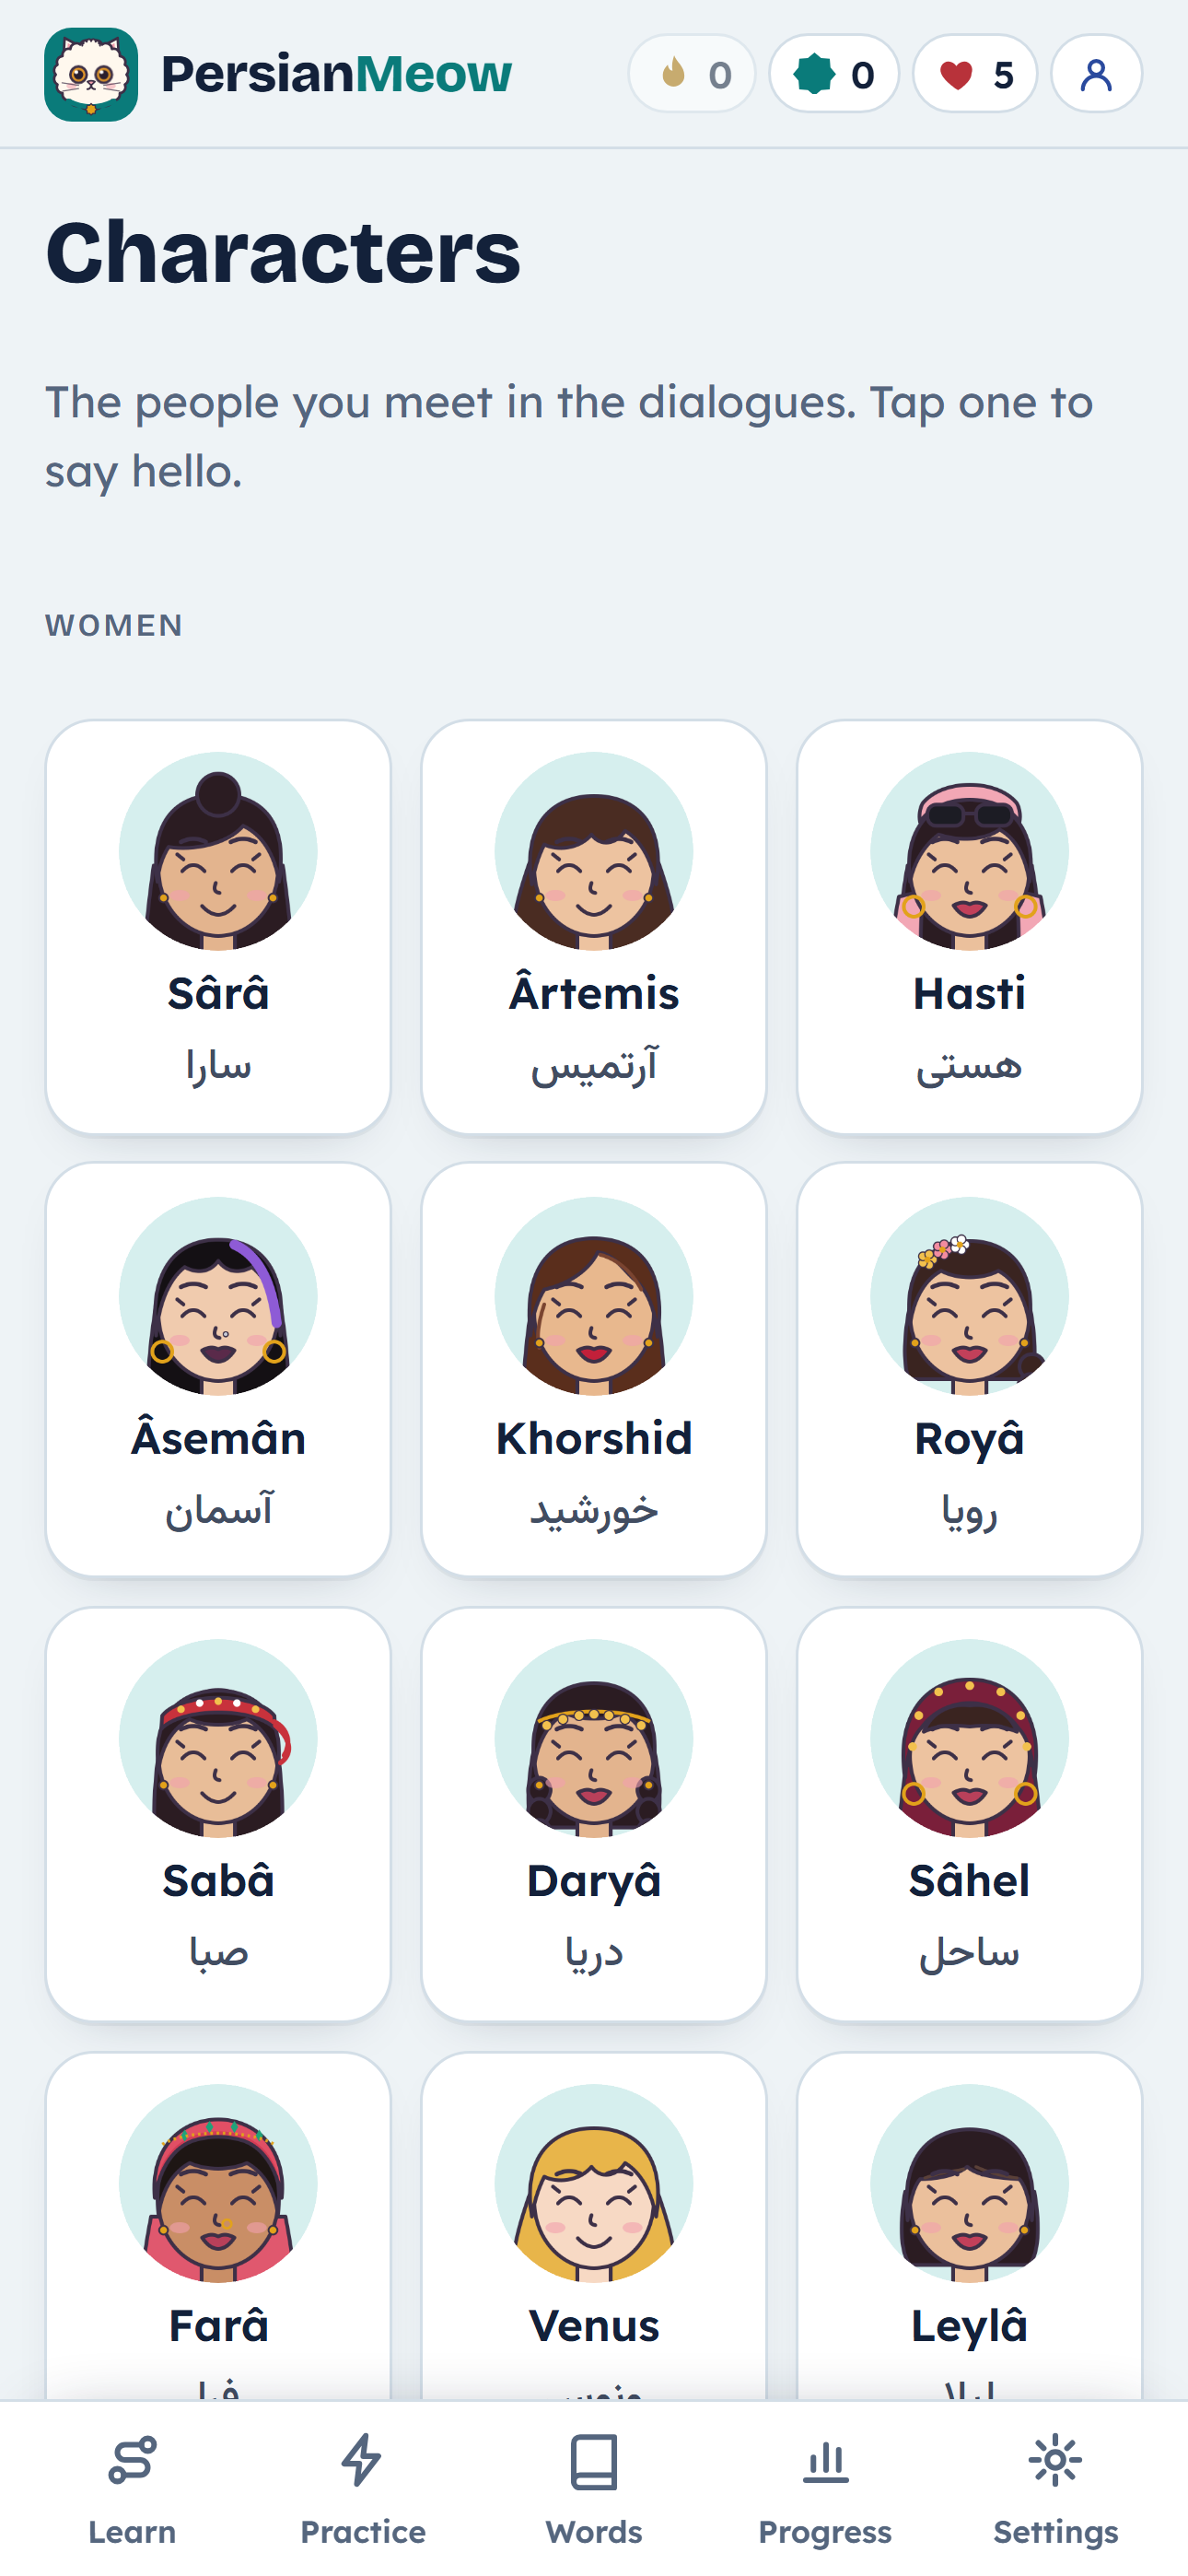 PersianMeow
0
0
5
Characters
The people you meet in the dialogues. Tap one to
say hello.
WOMEN
Sârâ
سارا
Ârtemis
آرتمیس
Hasti
هستی
Âsemân
آسمان
Khorshid
خورشید
Royâ
رویا
Sabâ
صبا
Daryâ
دریا
Sâhel
ساحل
Farâ
Venus
Leylâ
Learn
Practice
Words
Progress
Settings